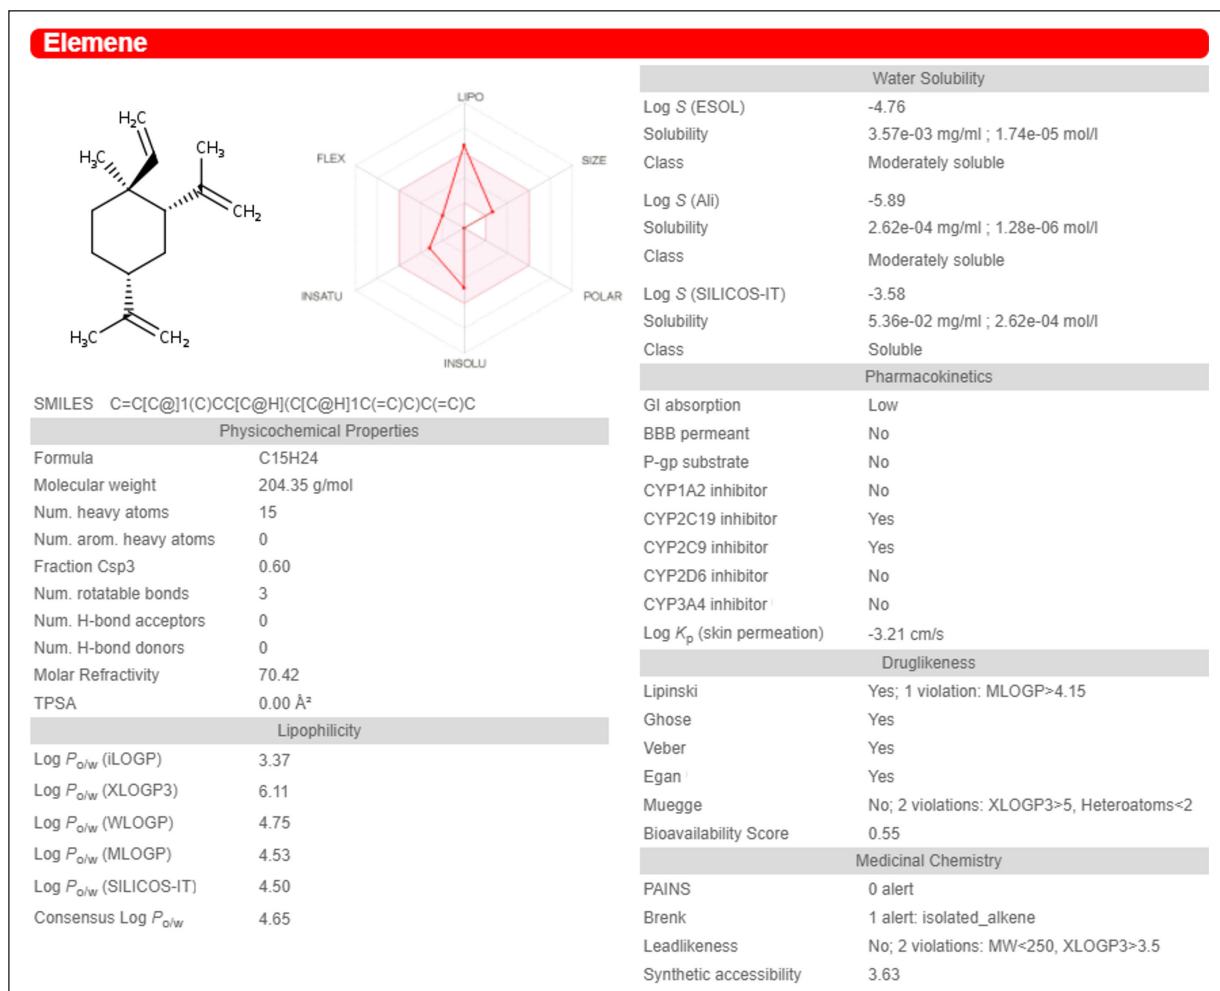 Elemene
H₂C
H₃C
CH₃
CH₂
H₃C
CH₂
LIPO
FLEX
SIZE
INSATU
POLAR
INSOLU
SMILES C=C[C@]1(C)CC[C@H](C[C@H]1C(=C)C)C(=C)C
Physicochemical Properties
Formula C15H24
Molecular weight 204.35 g/mol
Num. heavy atoms 15
Num. arom. heavy atoms 0
Fraction Csp3 0.60
Num. rotatable bonds 3
Num. H-bond acceptors 0
Num. H-bond donors 0
Molar Refractivity 70.42
TPSA 0.00 Å²
Lipophilicity
Log Po/w (iLOGP) 3.37
Log Po/w (XLOGP3) 6.11
Log Po/w (WLOGP) 4.75
Log Po/w (MLOGP) 4.53
Log Po/w (SILICOS-IT) 4.50
Consensus Log Po/w 4.65
Water Solubility
Log S (ESOL) -4.76
Solubility 3.57e-03 mg/ml ; 1.74e-05 mol/l
Class Moderately soluble
Log S (Ali) -5.89
Solubility 2.62e-04 mg/ml ; 1.28e-06 mol/l
Class Moderately soluble
Log S (SILICOS-IT) -3.58
Solubility 5.36e-02 mg/ml ; 2.62e-04 mol/l
Class Soluble
Pharmacokinetics
GI absorption Low
BBB permeant No
P-gp substrate No
CYP1A2 inhibitor No
CYP2C19 inhibitor Yes
CYP2C9 inhibitor Yes
CYP2D6 inhibitor No
CYP3A4 inhibitor No
Log Kp (skin permeation) -3.21 cm/s
Druglikeness
Lipinski Yes; 1 violation: MLOGP>4.15
Ghose Yes
Veber Yes
Egan Yes
Muegge No; 2 violations: XLOGP3>5, Heteroatoms<2
Bioavailability Score 0.55
Medicinal Chemistry
PAINS 0 alert
Brenk 1 alert: isolated_alkene
Leadlikeness No; 2 violations: MW<250, XLOGP3>3.5
Synthetic accessibility 3.63